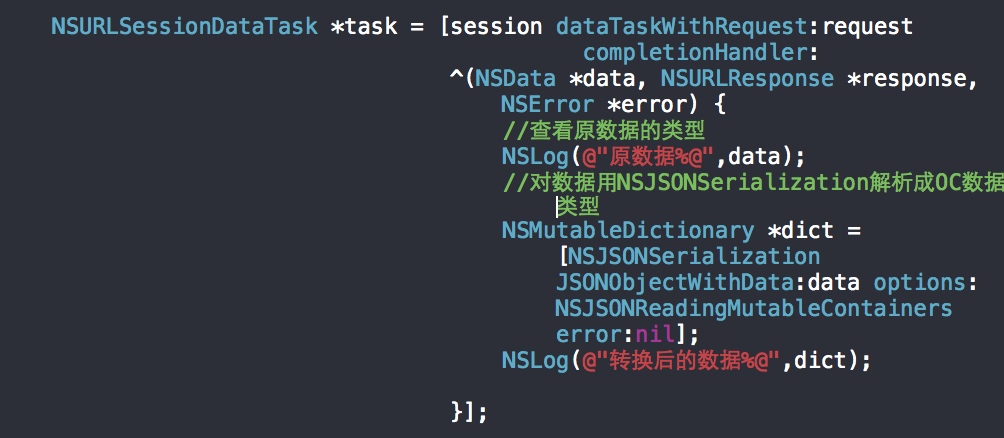 NSURLSessionDataTask *task = [session dataTaskWithRequest:request
completionHandler:
^(NSData *data, NSURLResponse *response,
NSError *error) {
//查看原数据的类型
NSLog(@"原数据%@",data);
//对数据用NSJSONSerialization解析成OC数据
类型
NSMutableDictionary *dict =
[NSJSONSerialization
JSONObjectWithData:data options:
NSJSONReadingMutableContainers
error:nil];
NSLog(@"转换后的数据%@",dict);
}];